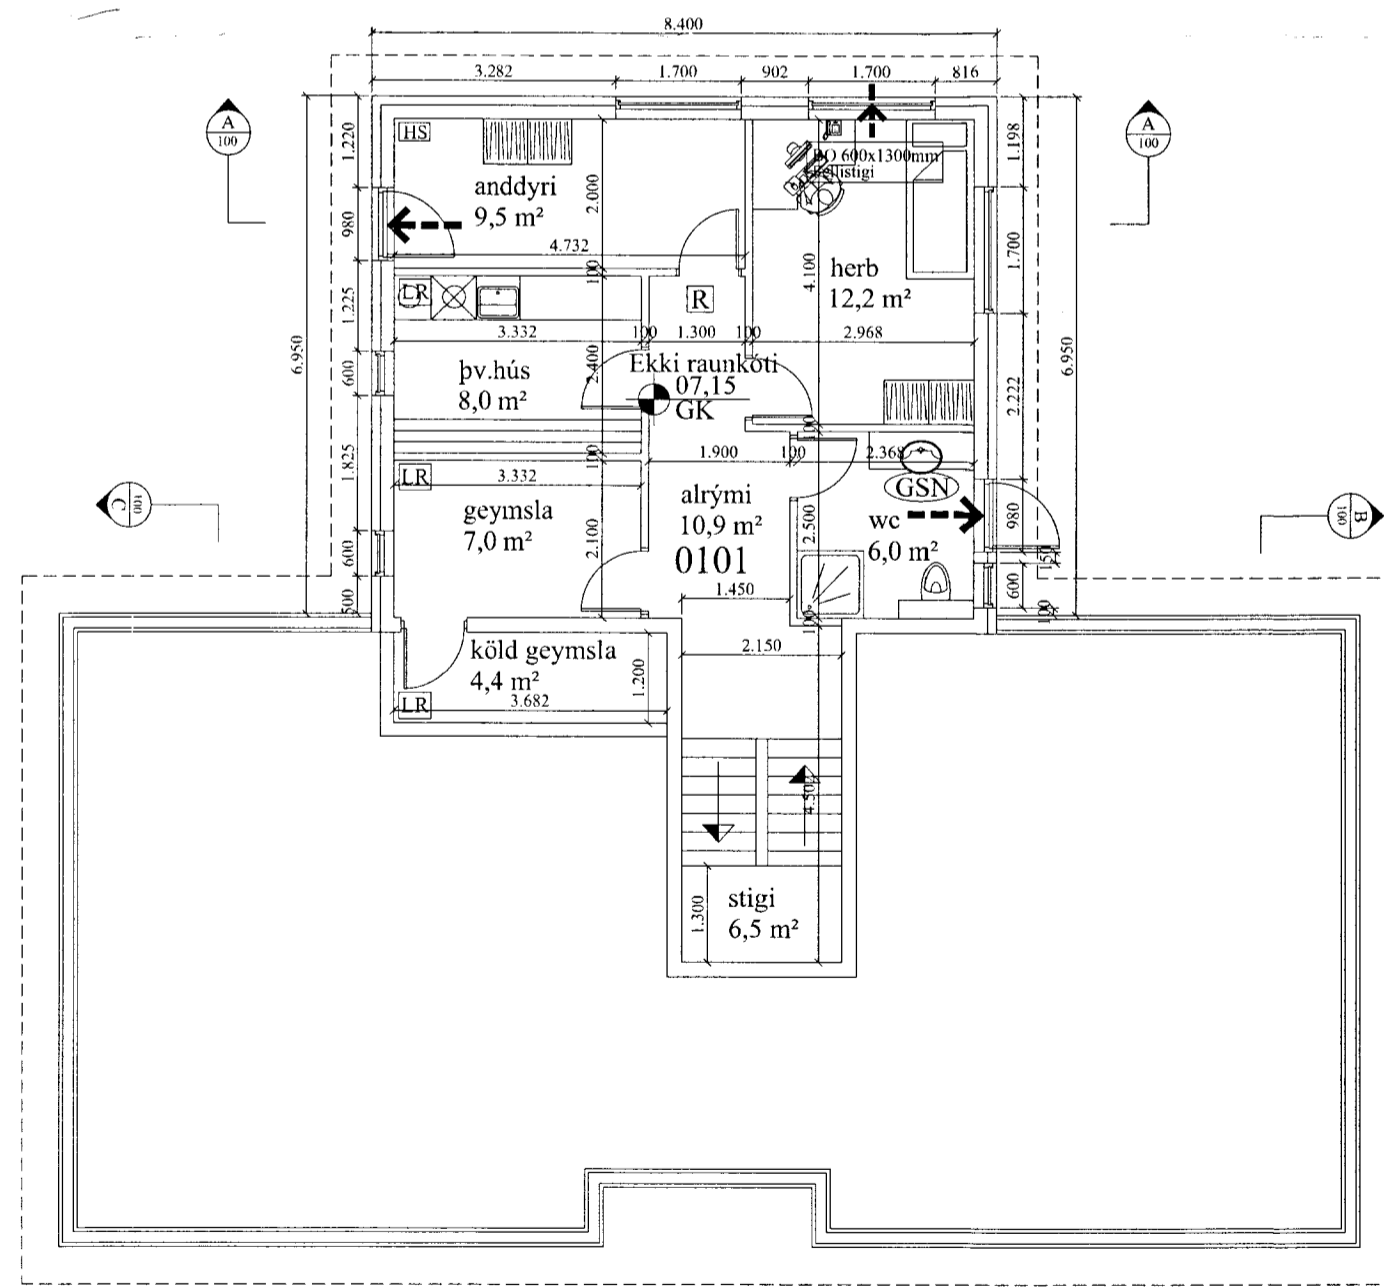 8.400
3.282 1.700 902 1.700 816
A
100
A
100
1.220
980
1.225
600
1.825
600
500
6.950
HS
anddyri
9,5 m²
2.000
4.732
100
BO 600x1300mm
Fellistigi
herb
12,2 m²
4.100
1.198
1.700
2.222
980
150
600
100
6.950
LR
R
3.332 100 1.300 100 2.968
þv.hús
8,0 m²
2.400
Ekki raunkóti
07,15
GK
100
1.900 100 2.368
100
LR
3.332
geymsla
7,0 m²
2.100
alrými
10,9 m²
0101
1.450
2.500
GSN
wc
6,0 m²
C
100
B
100
100
köld geymsla
4,4 m²
3.682
1.200
LR
2.150
4.500
stigi
6,5 m²
1.300